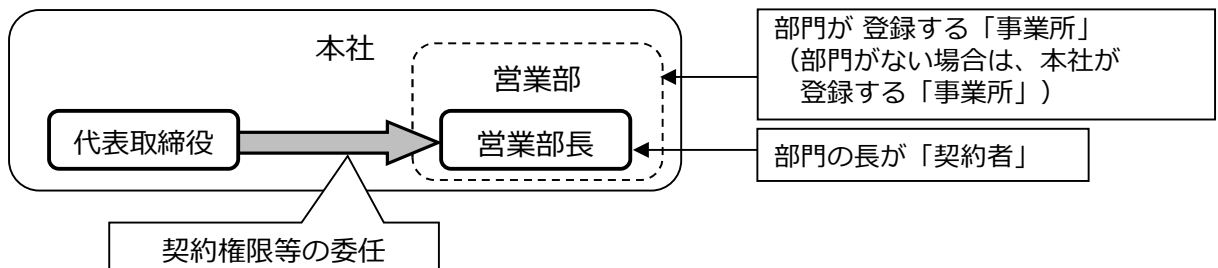 本社
営業部
代表取締役
営業部長
契約権限等の委任
部門が 登録する「事業所」
（部門がない場合は、本社が
登録する「事業所」）
部門の長が「契約者」